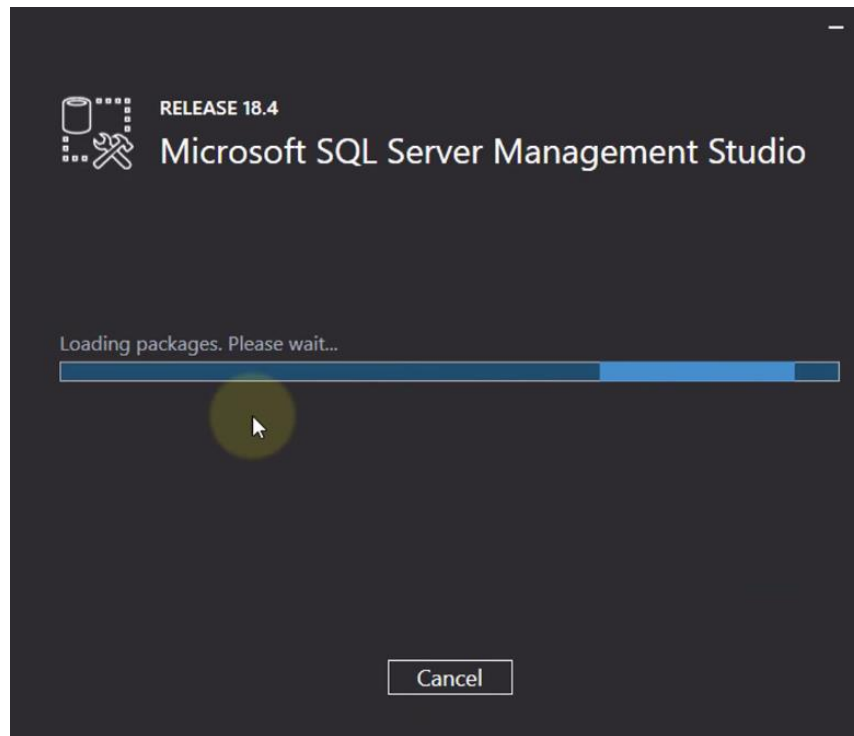 RELEASE 18.4
Microsoft SQL Server Management Studio
Loading packages. Please wait...
Cancel